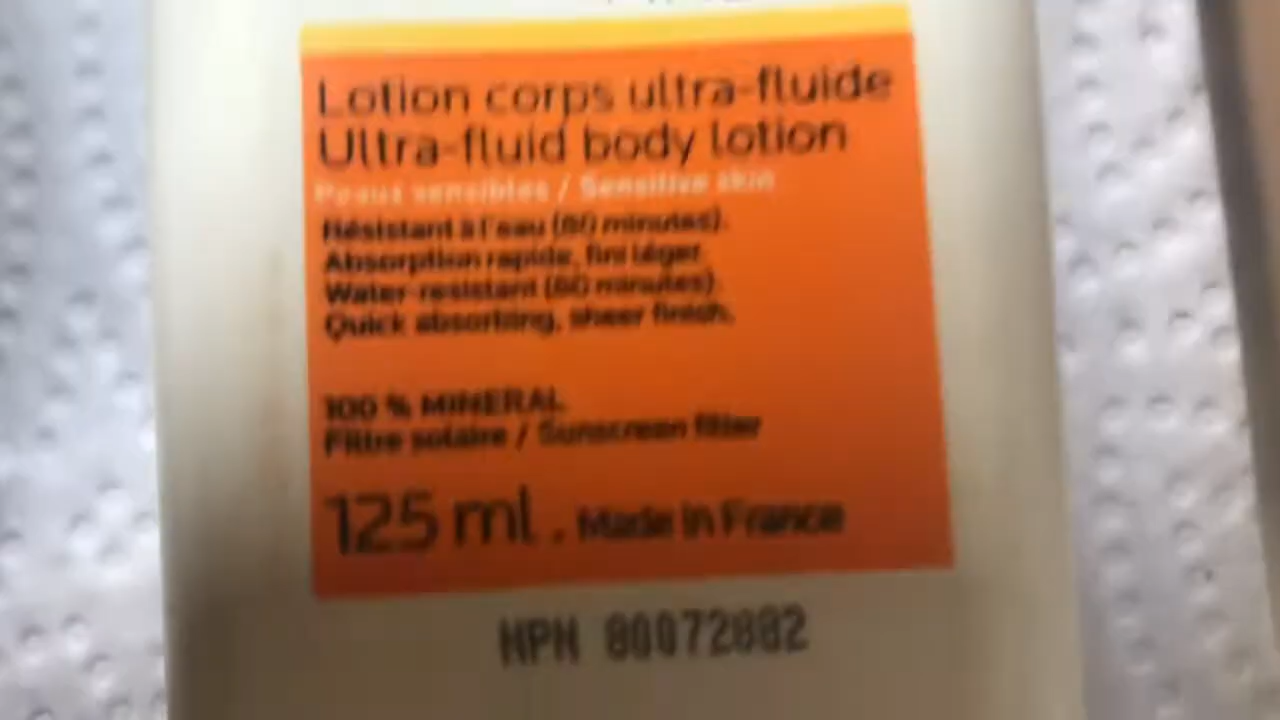 Lotion corps ultra-fluide
Ultra-fluid body lotion
Peaux sensibles / Sensitive skin
Résistant à l'eau (80 minutes).
Absorption rapide, fini léger.
Water-resistant (80 minutes).
Quick absorbing, sheer finish.
100 % MINERAL
Filtre solaire / Sunscreen filter
125 ml . Made in France
NPN